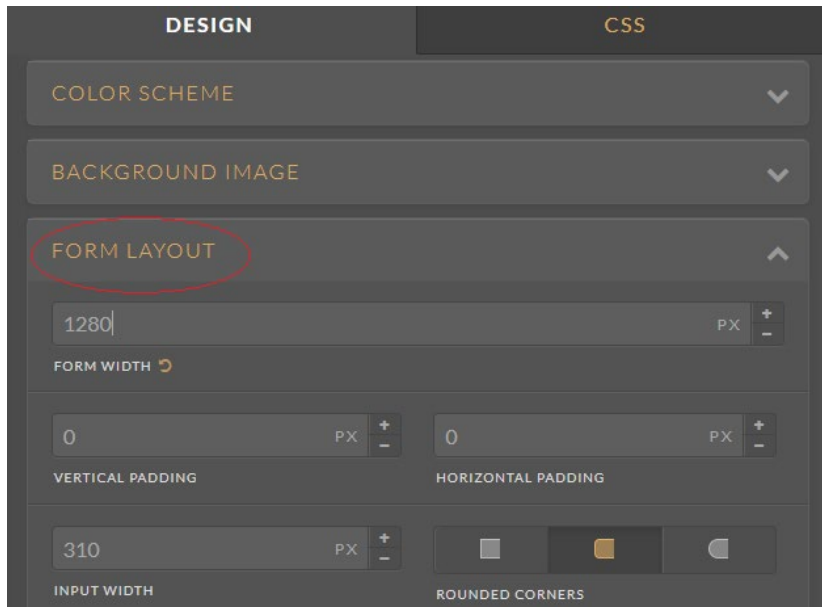 DESIGN CSS
COLOR SCHEME
BACKGROUND IMAGE
FORM LAYOUT
1280 PX + -
FORM WIDTH
0 PX + - 0 PX + -
VERTICAL PADDING HORIZONTAL PADDING
310 PX + -
INPUT WIDTH ROUNDED CORNERS